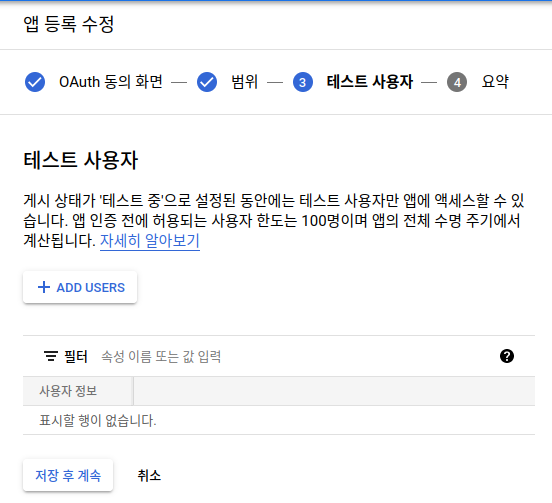 앱 등록 수정
OAuth 동의 화면 — 범위 — 3 테스트 사용자 — 4 요약
테스트 사용자
게시 상태가 '테스트 중'으로 설정된 동안에는 테스트 사용자만 앱에 액세스할 수 있
습니다. 앱 인증 전에 허용되는 사용자 한도는 100명이며 앱의 전체 수명 주기에서
계산됩니다. 자세히 알아보기
+ ADD USERS
필터 속성 이름 또는 값 입력 ?
사용자 정보
표시할 행이 없습니다.
저장 후 계속 취소